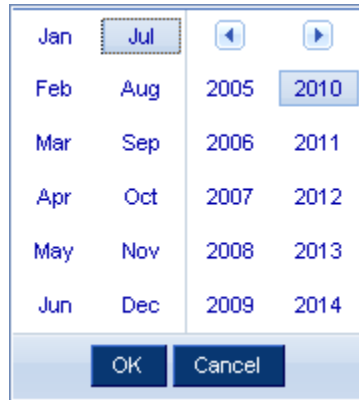 Jan Jul
Feb Aug 2005 2010
Mar Sep 2006 2011
Apr Oct 2007 2012
May Nov 2008 2013
Jun Dec 2009 2014
OK Cancel